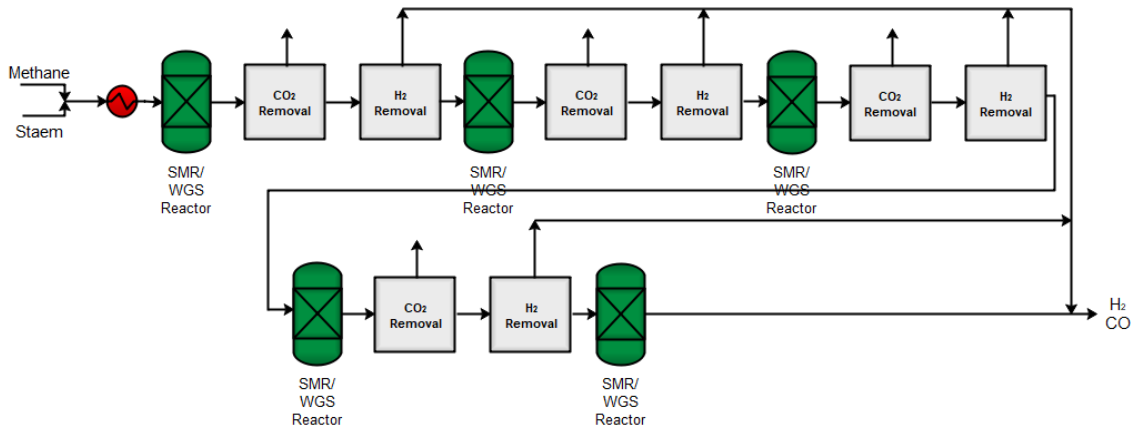 Methane
Staem
SMR/
WGS
Reactor
CO₂
Removal
H₂
Removal
SMR/
WGS
Reactor
CO₂
Removal
H₂
Removal
SMR/
WGS
Reactor
CO₂
Removal
H₂
Removal
SMR/
WGS
Reactor
CO₂
Removal
H₂
Removal
SMR/
WGS
Reactor
H₂
CO